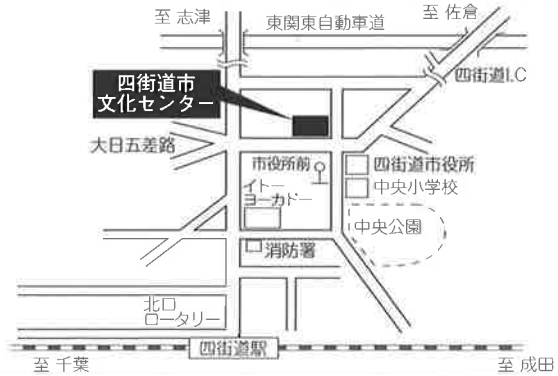 至 志津
東関東自動車道
至 佐倉
四街道I.C
四街道市
文化センター
大日五差路
市役所前
四街道市役所
中央小学校
イトー
ヨーカドー
中央公園
消防署
北口
ロータリー
四街道駅
至 千葉
至 成田